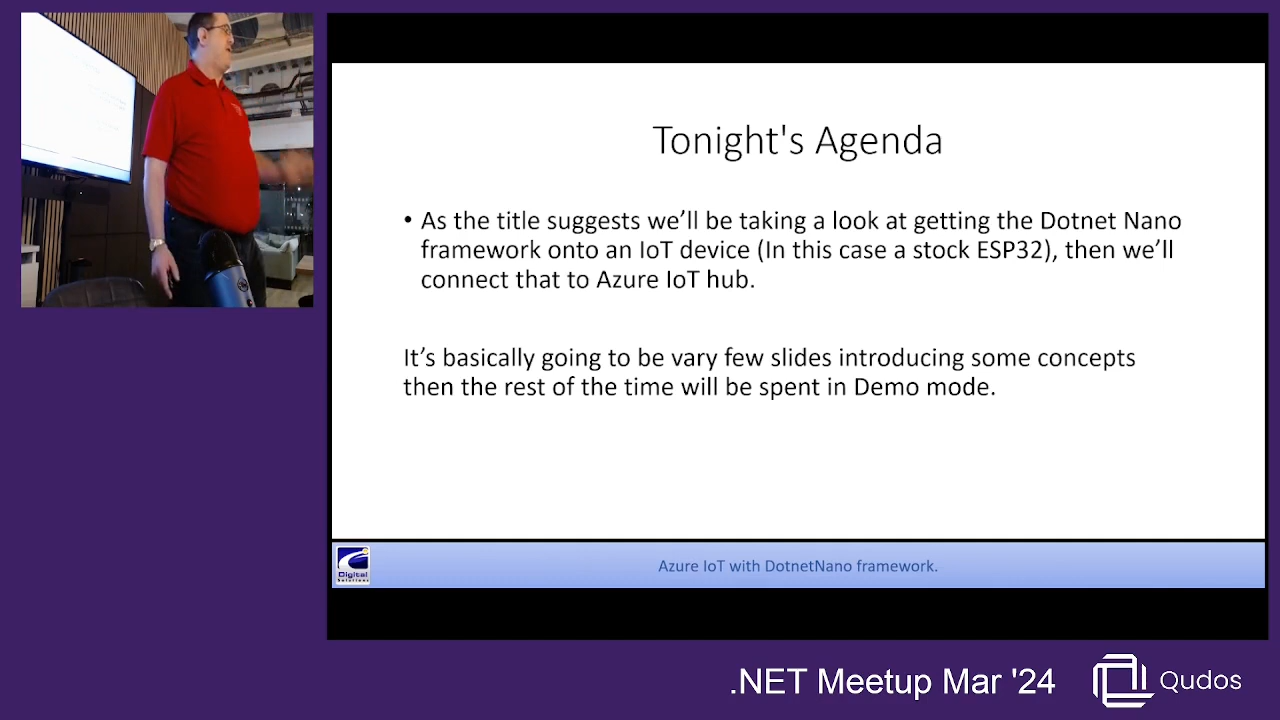 Tonight's Agenda
• As the title suggests we’ll be taking a look at getting the Dotnet Nano
framework onto an IoT device (In this case a stock ESP32), then we’ll
connect that to Azure IoT hub.
It’s basically going to be vary few slides introducing some concepts
then the rest of the time will be spent in Demo mode.
Digital
Solutions
Azure IoT with DotnetNano framework.
.NET Meetup Mar '24
Qudos